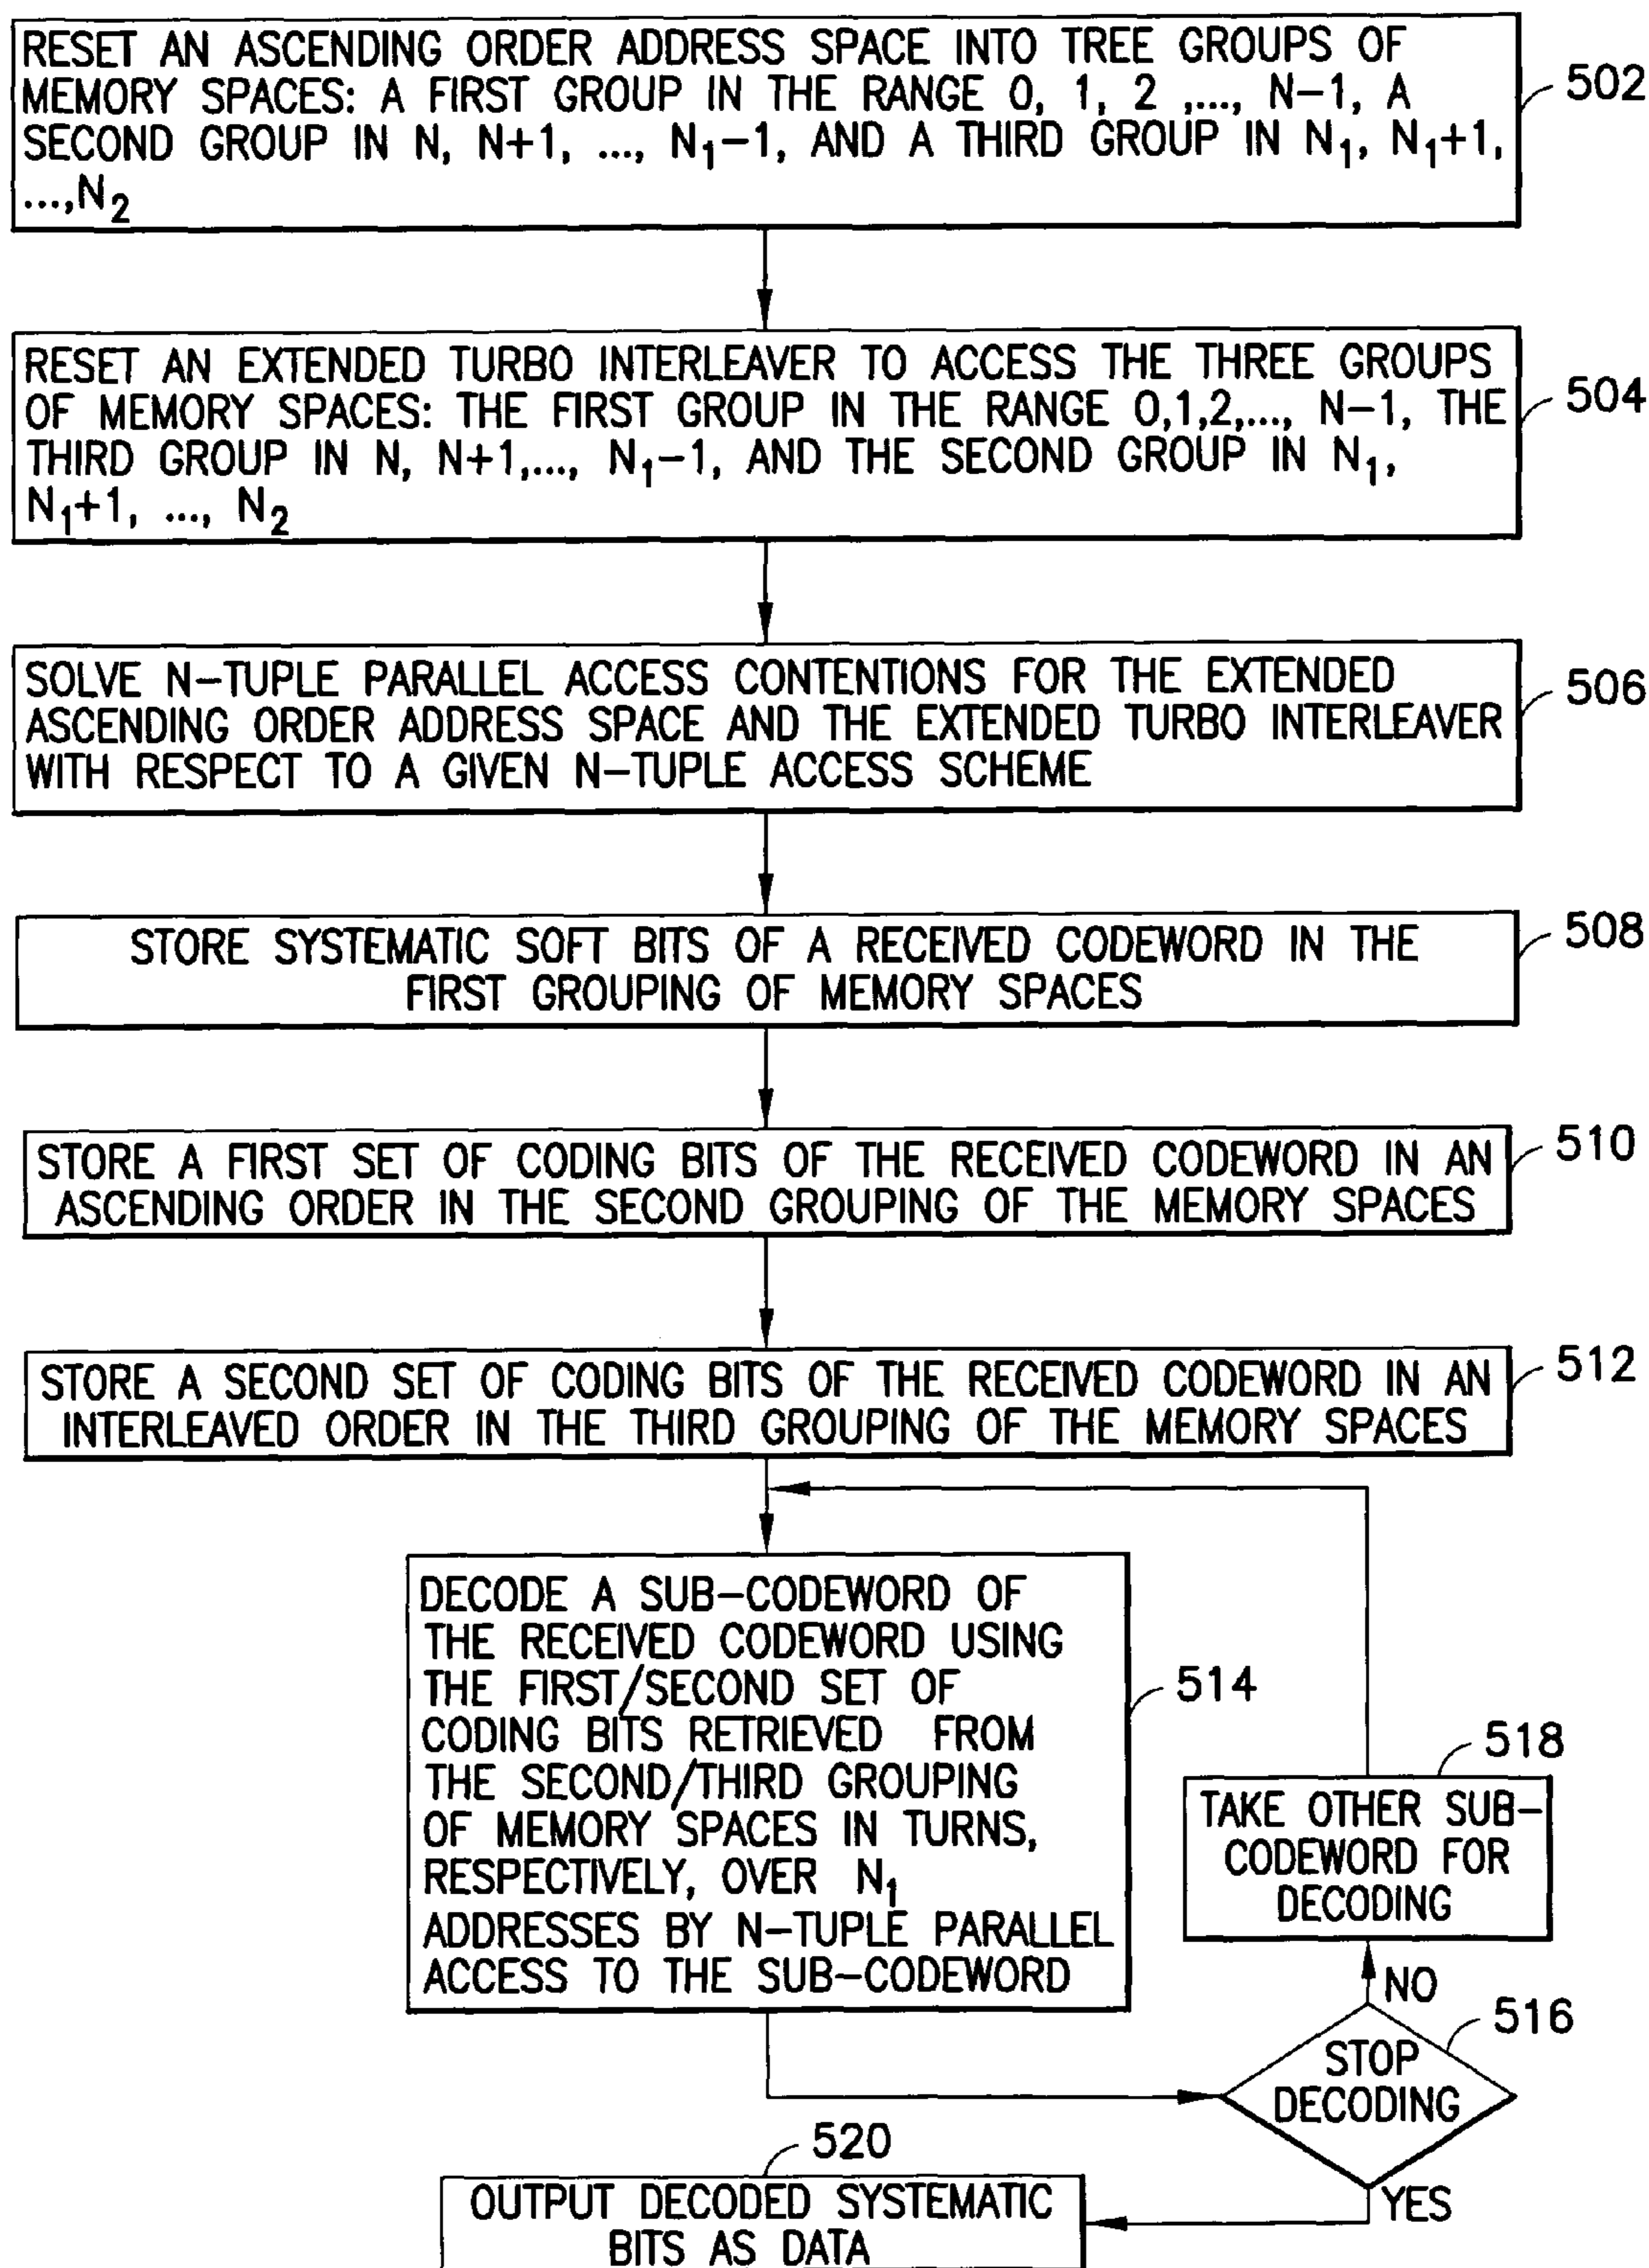 RESET AN ASCENDING ORDER ADDRESS SPACE INTO TREE GROUPS OF
MEMORY SPACES: A FIRST GROUP IN THE RANGE 0, 1, 2 ,..., N-1, A
SECOND GROUP IN N, N+1, ..., N₁-1, AND A THIRD GROUP IN N₁, N₁+1,
...,N₂
502
RESET AN EXTENDED TURBO INTERLEAVER TO ACCESS THE THREE GROUPS
OF MEMORY SPACES: THE FIRST GROUP IN THE RANGE 0,1,2,..., N-1, THE
THIRD GROUP IN N, N+1,..., N₁-1, AND THE SECOND GROUP IN N₁,
N₁+1, ..., N₂
504
SOLVE N-TUPLE PARALLEL ACCESS CONTENTIONS FOR THE EXTENDED
ASCENDING ORDER ADDRESS SPACE AND THE EXTENDED TURBO INTERLEAVER
WITH RESPECT TO A GIVEN N-TUPLE ACCESS SCHEME
506
STORE SYSTEMATIC SOFT BITS OF A RECEIVED CODEWORD IN THE
FIRST GROUPING OF MEMORY SPACES
508
STORE A FIRST SET OF CODING BITS OF THE RECEIVED CODEWORD IN AN
ASCENDING ORDER IN THE SECOND GROUPING OF THE MEMORY SPACES
510
STORE A SECOND SET OF CODING BITS OF THE RECEIVED CODEWORD IN AN
INTERLEAVED ORDER IN THE THIRD GROUPING OF THE MEMORY SPACES
512
DECODE A SUB-CODEWORD OF
THE RECEIVED CODEWORD USING
THE FIRST/SECOND SET OF
CODING BITS RETRIEVED FROM
THE SECOND/THIRD GROUPING
OF MEMORY SPACES IN TURNS,
RESPECTIVELY, OVER N₁
ADDRESSES BY N-TUPLE PARALLEL
ACCESS TO THE SUB-CODEWORD
514
518
TAKE OTHER SUB-
CODEWORD FOR
DECODING
NO
516
STOP
DECODING
YES
520
OUTPUT DECODED SYSTEMATIC
BITS AS DATA